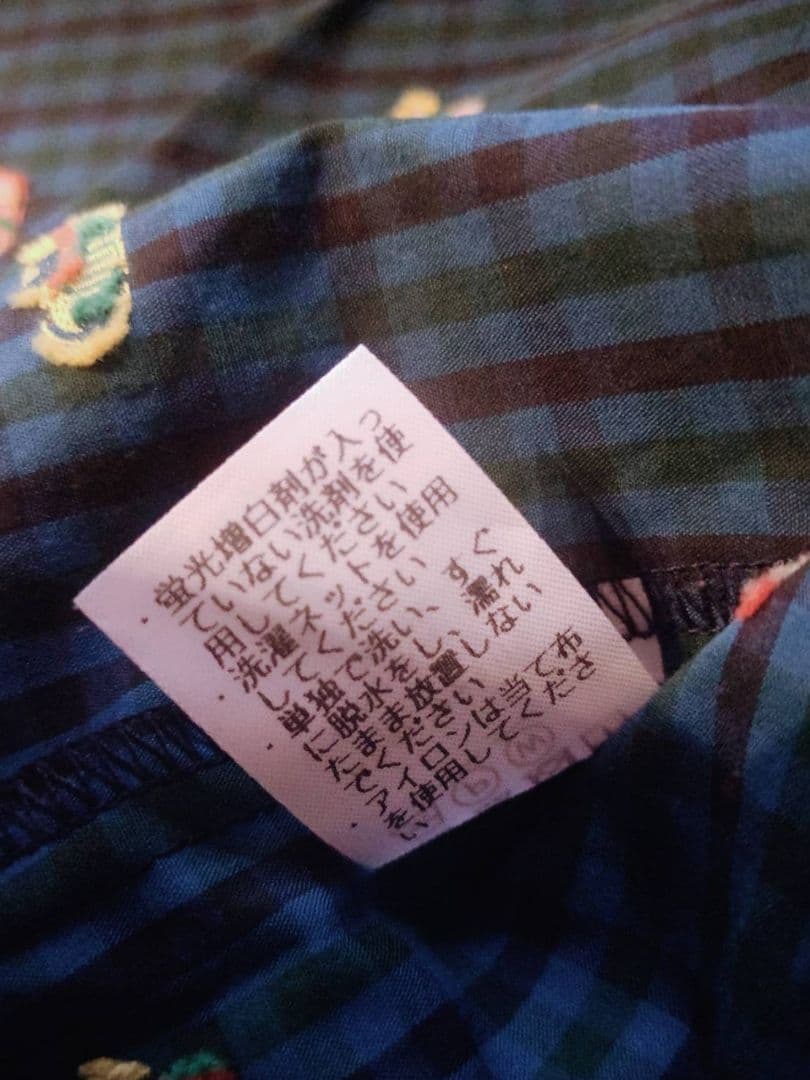 ・蛍光増白剤が入っ
ていない洗剤を使
用してください
・洗濯ネットを使用
してください
・単独で洗い、すぐ
に脱水をし、濡れ
たまま放置しない
でください
・アイロンは当て布
を使用してくださ
い